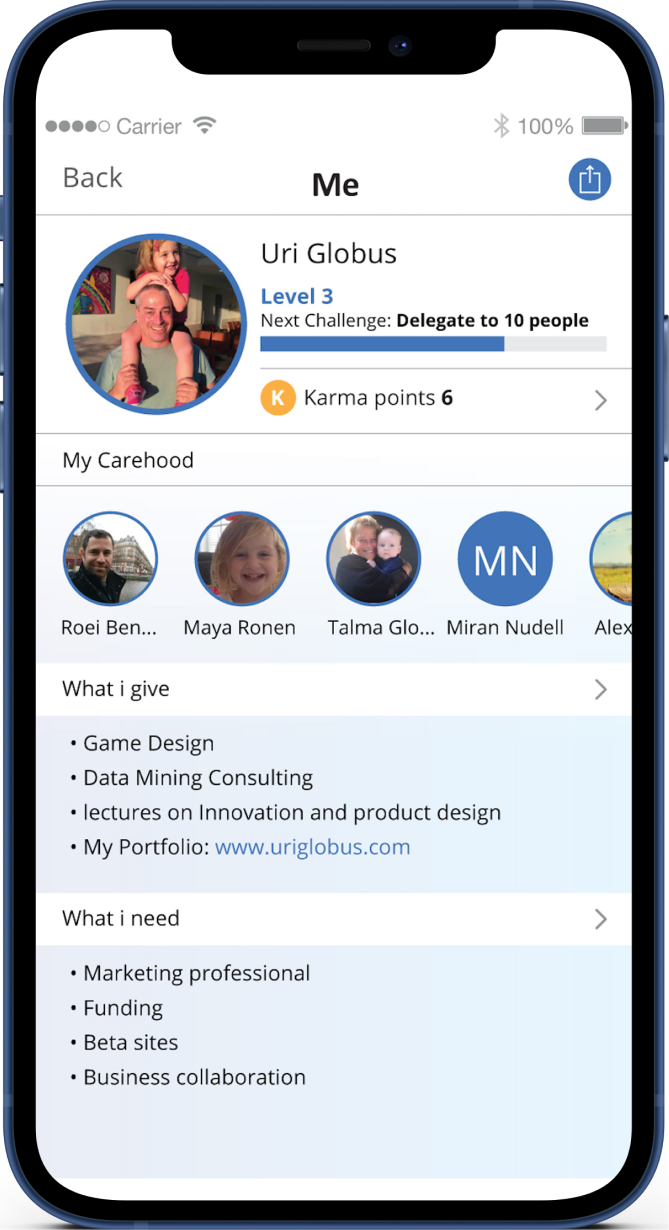 Carrier 100%
Back
Me
Uri Globus
Level 3
Next Challenge: Delegate to 10 people
K Karma points 6
My Carehood
MN
Roei Ben... Maya Ronen Talma Glo... Miran Nudell Alex
What i give
• Game Design
• Data Mining Consulting
• lectures on Innovation and product design
• My Portfolio: www.uriglobus.com
What i need
• Marketing professional
• Funding
• Beta sites
• Business collaboration